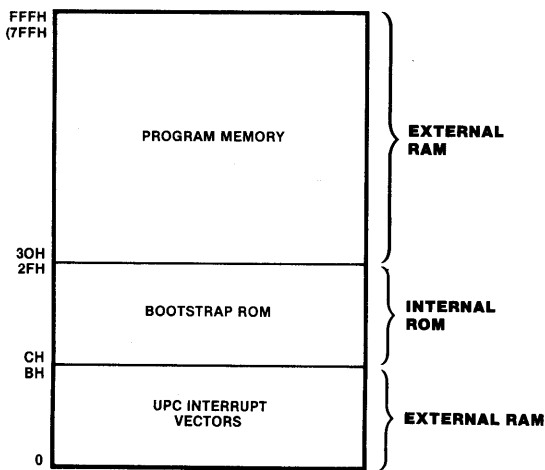 FFFH
(7FFH
PROGRAM MEMORY
EXTERNAL
RAM
30H
2FH
BOOTSTRAP ROM
INTERNAL
ROM
CH
BH
UPC INTERRUPT
VECTORS
EXTERNAL RAM
0